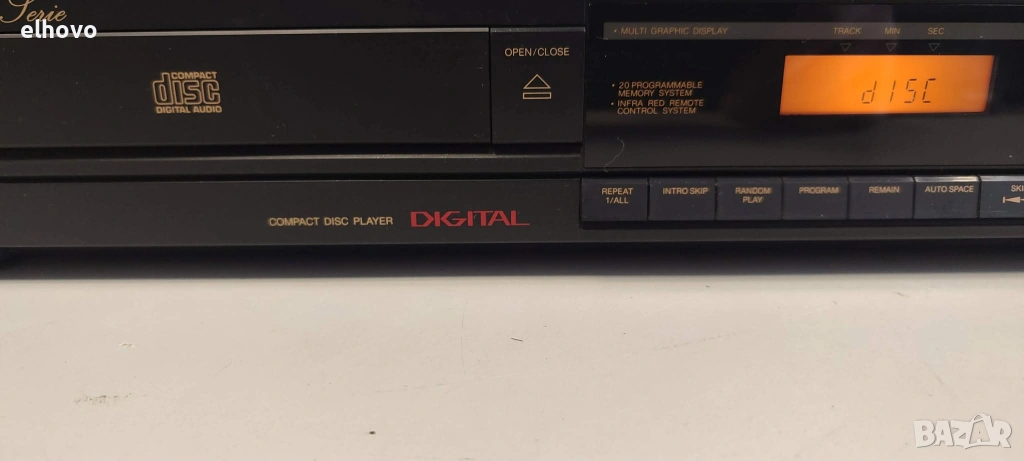 Serie
elhovo
COMPACT
disc
DIGITAL AUDIO
OPEN/CLOSE
• MULTI GRAPHIC DISPLAY
TRACK MIN SEC
• 20 PROGRAMMABLE
MEMORY SYSTEM
• INFRA RED REMOTE
CONTROL SYSTEM
dISC
REPEAT
1/ALL
INTRO SKIP
RANDOM
PLAY
PROGRAM
REMAIN
AUTO SPACE
SKI
COMPACT DISC PLAYER DIGITAL
BAZAR